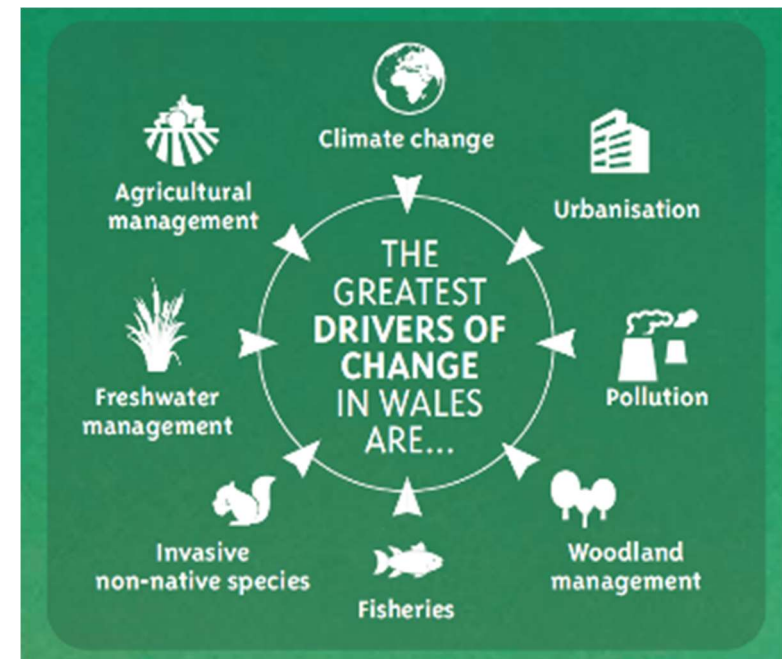 Climate change
Urbanisation
Pollution
Woodland
management
Fisheries
Invasive
non-native species
Freshwater
management
Agricultural
management
THE
GREATEST
DRIVERS OF
CHANGE
IN WALES
ARE...